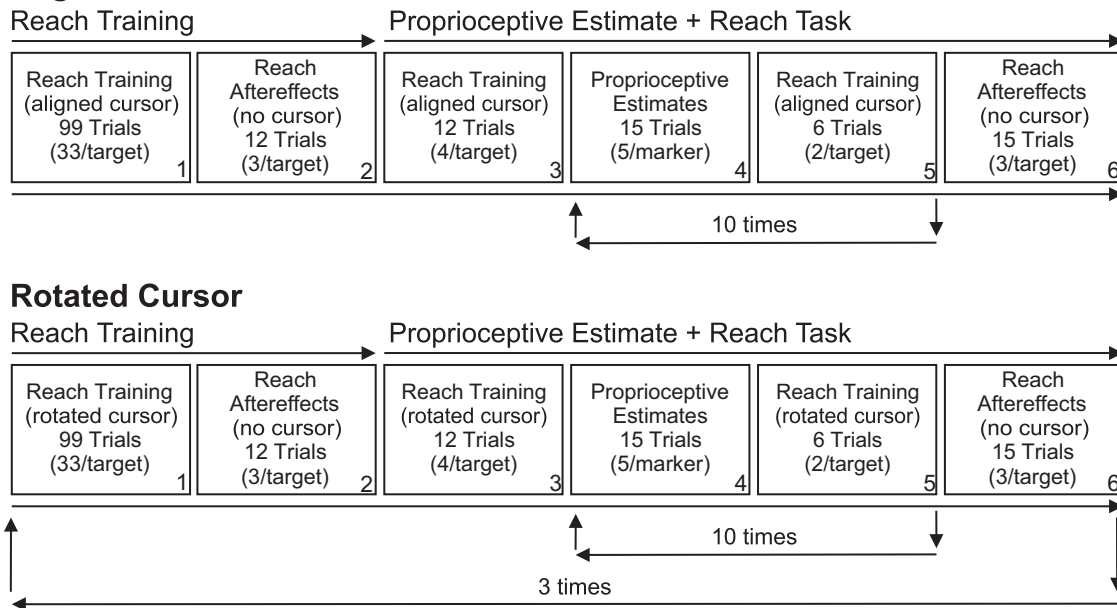 Reach Training
Proprioceptive Estimate + Reach Task
Reach Training
(aligned cursor)
99 Trials
(33/target)
1
Reach
Aftereffects
(no cursor)
12 Trials
(3/target)
2
Reach Training
(aligned cursor)
12 Trials
(4/target)
3
Proprioceptive
Estimates
15 Trials
(5/marker)
4
Reach Training
(aligned cursor)
6 Trials
(2/target)
5
Reach
Aftereffects
(no cursor)
15 Trials
(3/target)
6
10 times
Rotated Cursor
Reach Training
Proprioceptive Estimate + Reach Task
Reach Training
(rotated cursor)
99 Trials
(33/target)
1
Reach
Aftereffects
(no cursor)
12 Trials
(3/target)
2
Reach Training
(rotated cursor)
12 Trials
(4/target)
3
Proprioceptive
Estimates
15 Trials
(5/marker)
4
Reach Training
(rotated cursor)
6 Trials
(2/target)
5
Reach
Aftereffects
(no cursor)
15 Trials
(3/target)
6
10 times
3 times